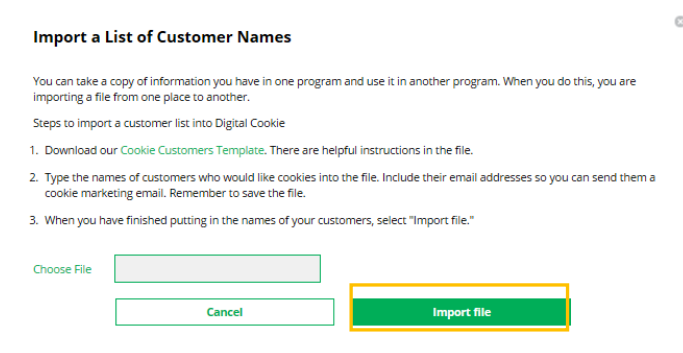 Import a List of Customer Names
You can take a copy of information you have in one program and use it in another program. When you do this, you are
importing a file from one place to another.
Steps to import a customer list into Digital Cookie
1. Download our Cookie Customers Template. There are helpful instructions in the file.
2. Type the names of customers who would like cookies into the file. Include their email addresses so you can send them a
cookie marketing email. Remember to save the file.
3. When you have finished putting in the names of your customers, select "Import file."
Choose File
Cancel
Import file